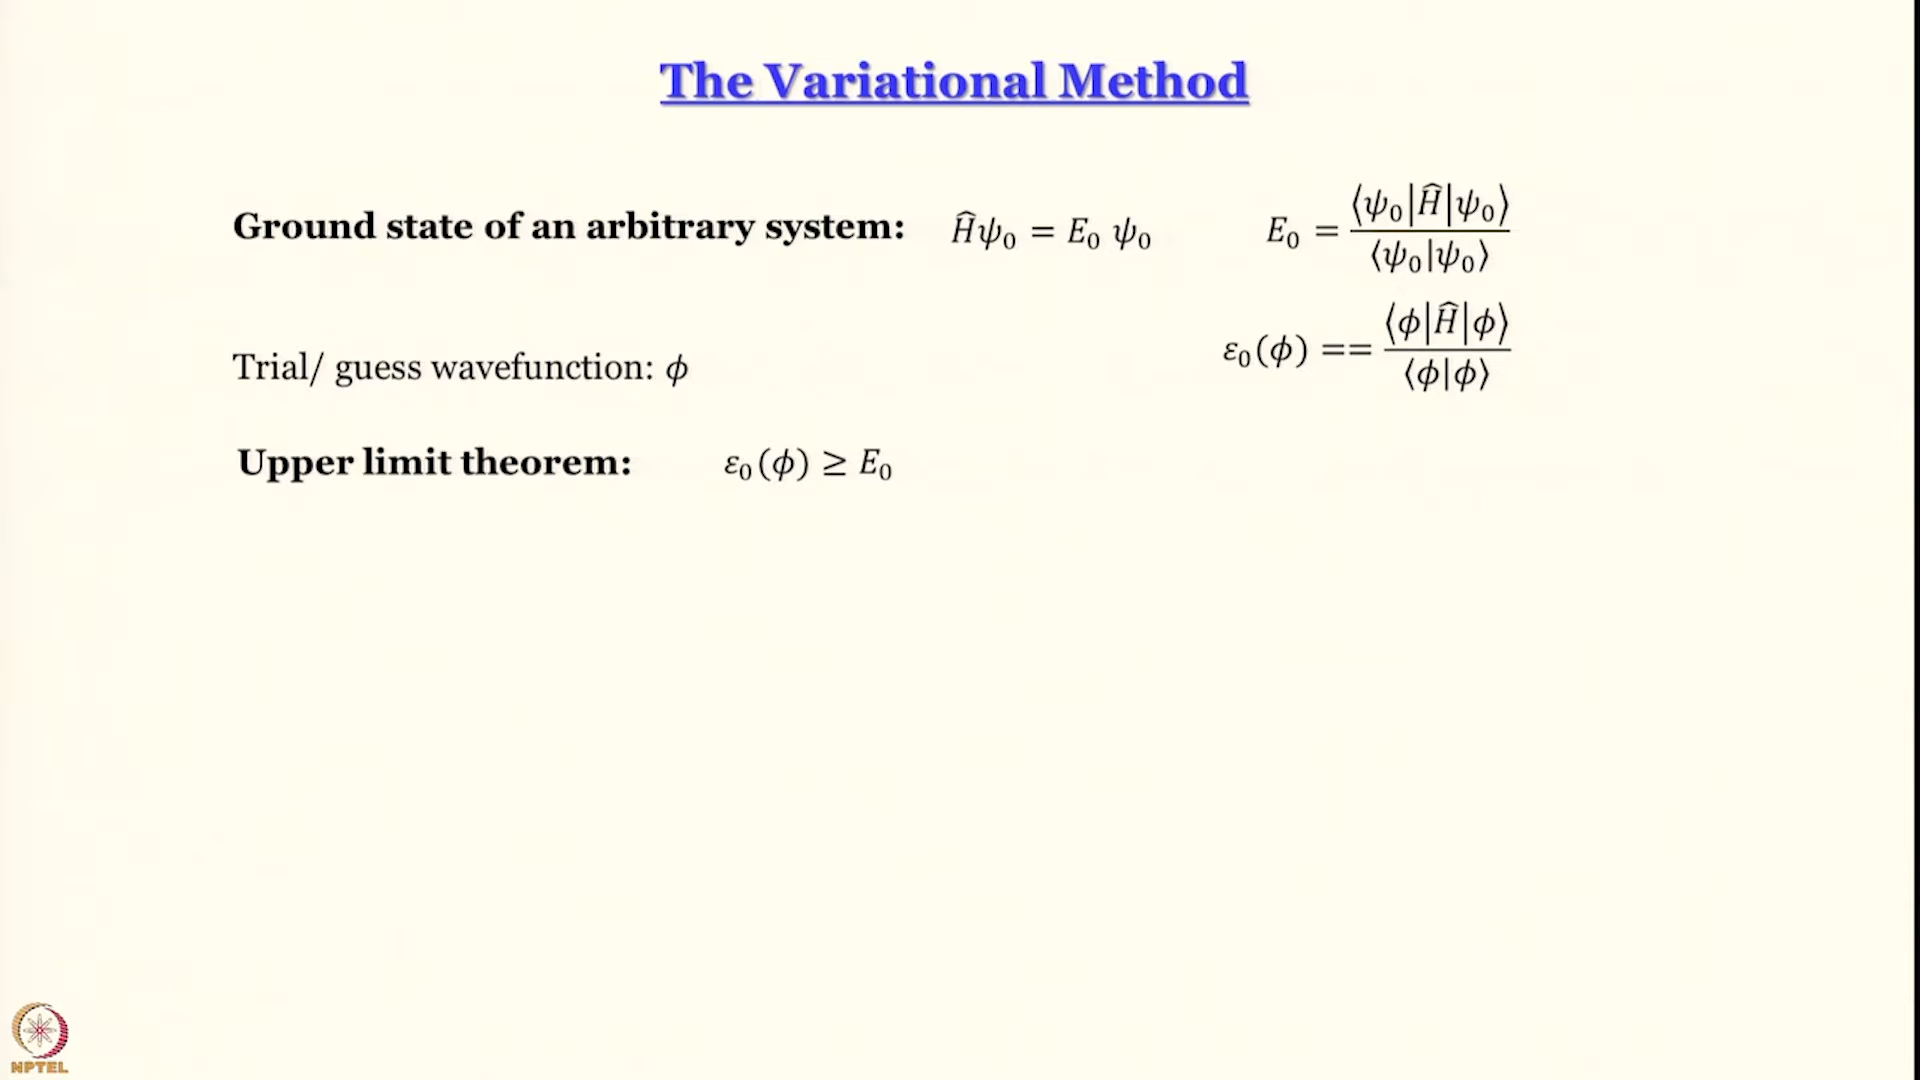 The Variational Method
Ground state of an arbitrary system: Ĥψ₀ = E₀ ψ₀ E₀ = ⟨ψ₀|Ĥ|ψ₀⟩ / ⟨ψ₀|ψ₀⟩
Trial/ guess wavefunction: ϕ ε₀(ϕ) == ⟨ϕ|Ĥ|ϕ⟩ / ⟨ϕ|ϕ⟩
Upper limit theorem: ε₀(ϕ) ≥ E₀
NPTEL